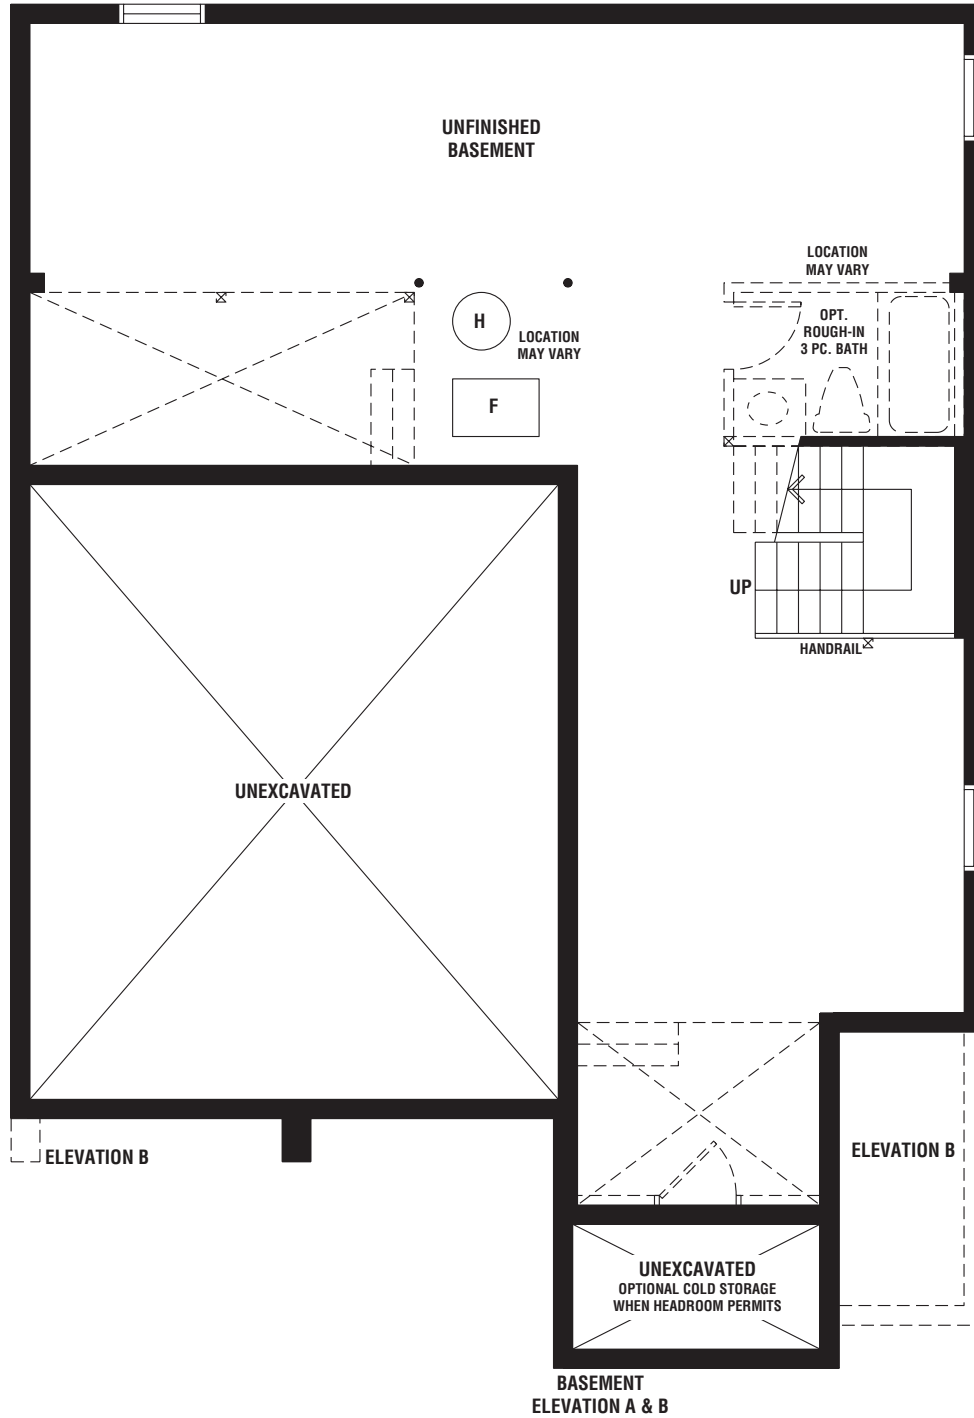 UNFINISHED
BASEMENT
LOCATION
MAY VARY
OPT.
ROUGH-IN
3 PC. BATH
H
LOCATION
MAY VARY
F
UP
HANDRAIL
UNEXCAVATED
ELEVATION B
ELEVATION B
UNEXCAVATED
OPTIONAL COLD STORAGE
WHEN HEADROOM PERMITS
BASEMENT
ELEVATION A & B